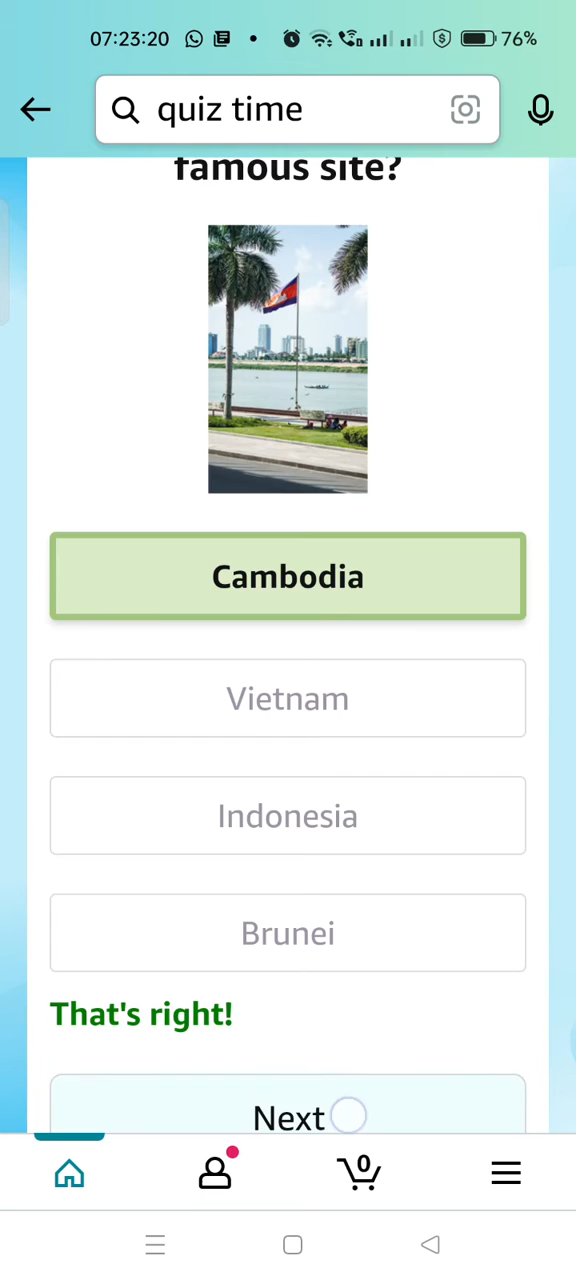 07:23:20
76%
quiz time
famous site?
Cambodia
Vietnam
Indonesia
Brunei
That's right!
Next
0